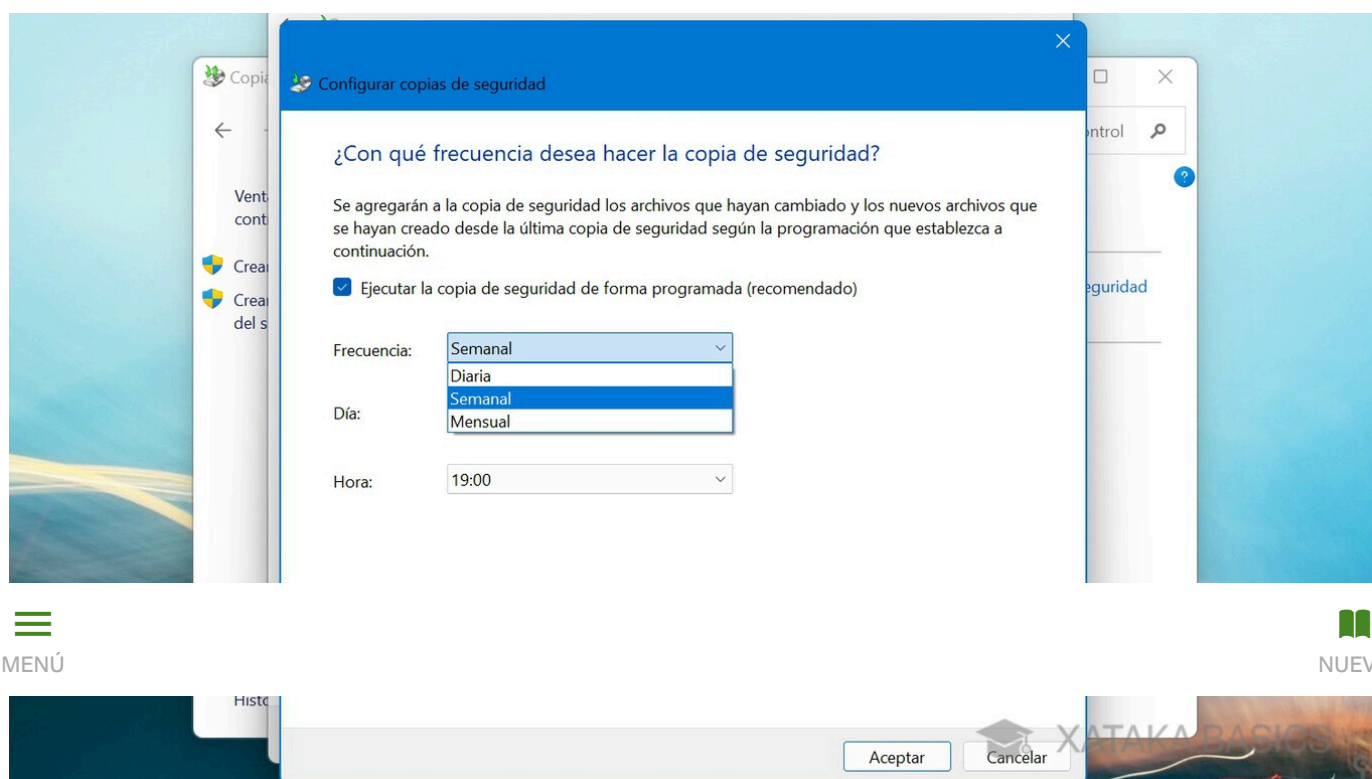 Configurar copias de seguridad
ntrol
¿Con qué frecuencia desea hacer la copia de seguridad?
Se agregarán a la copia de seguridad los archivos que hayan cambiado y los nuevos archivos que
se hayan creado desde la última copia de seguridad según la programación que establezca a
continuación.
Ejecutar la copia de seguridad de forma programada (recomendado)
Frecuencia:
Semanal
Diaria
Semanal
Mensual
Día:
Hora:
19:00
Copia
Vent
cont
Crear
Crear
del s
eguridad
MENÚ
NUEV
Histo
Aceptar
Cancelar
XATAKA BASICS